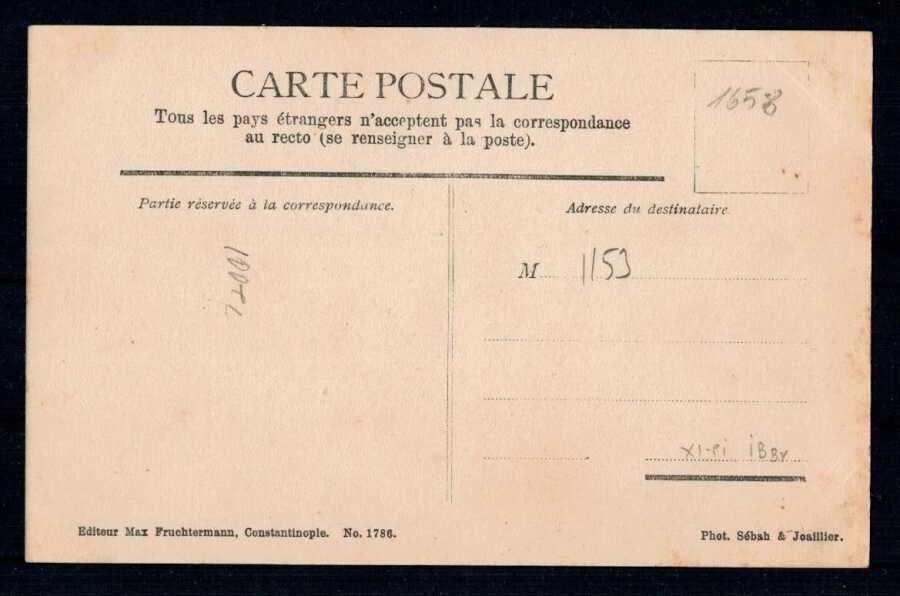 CARTE POSTALE
Tous les pays étrangers n'acceptent pas la correspondance
au recto (se renseigner à la poste).
1658
Partie réservée à la correspondance.
Adresse du destinataire.
M 1153
Editeur Max Fruchtermann, Constantinople. No. 1786.
Phot. Sébah & Joaillier.